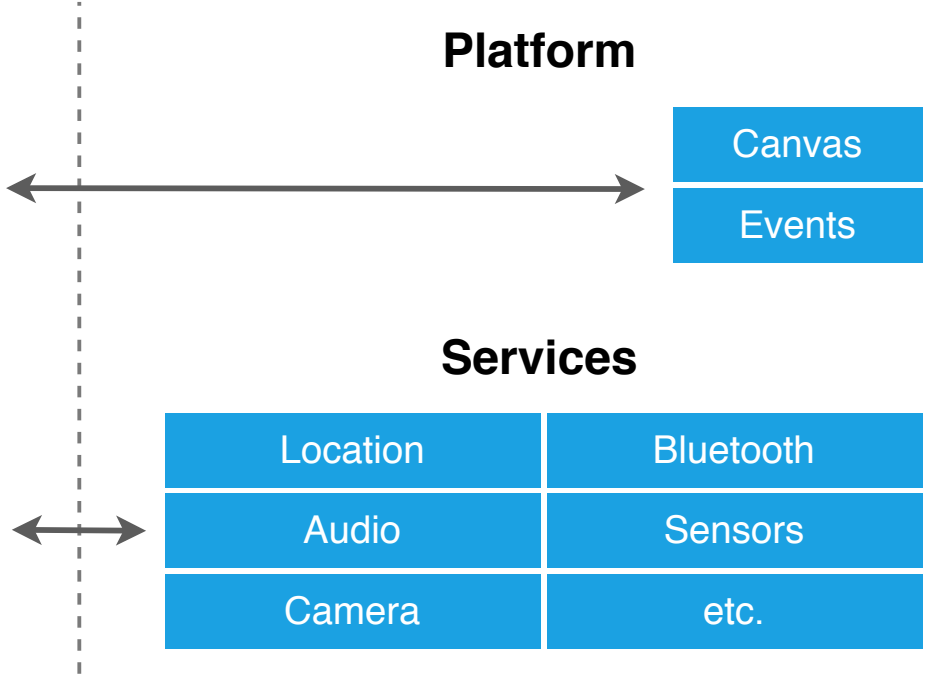 Platform
Canvas
Events
Services
Location Bluetooth
Audio Sensors
Camera etc.